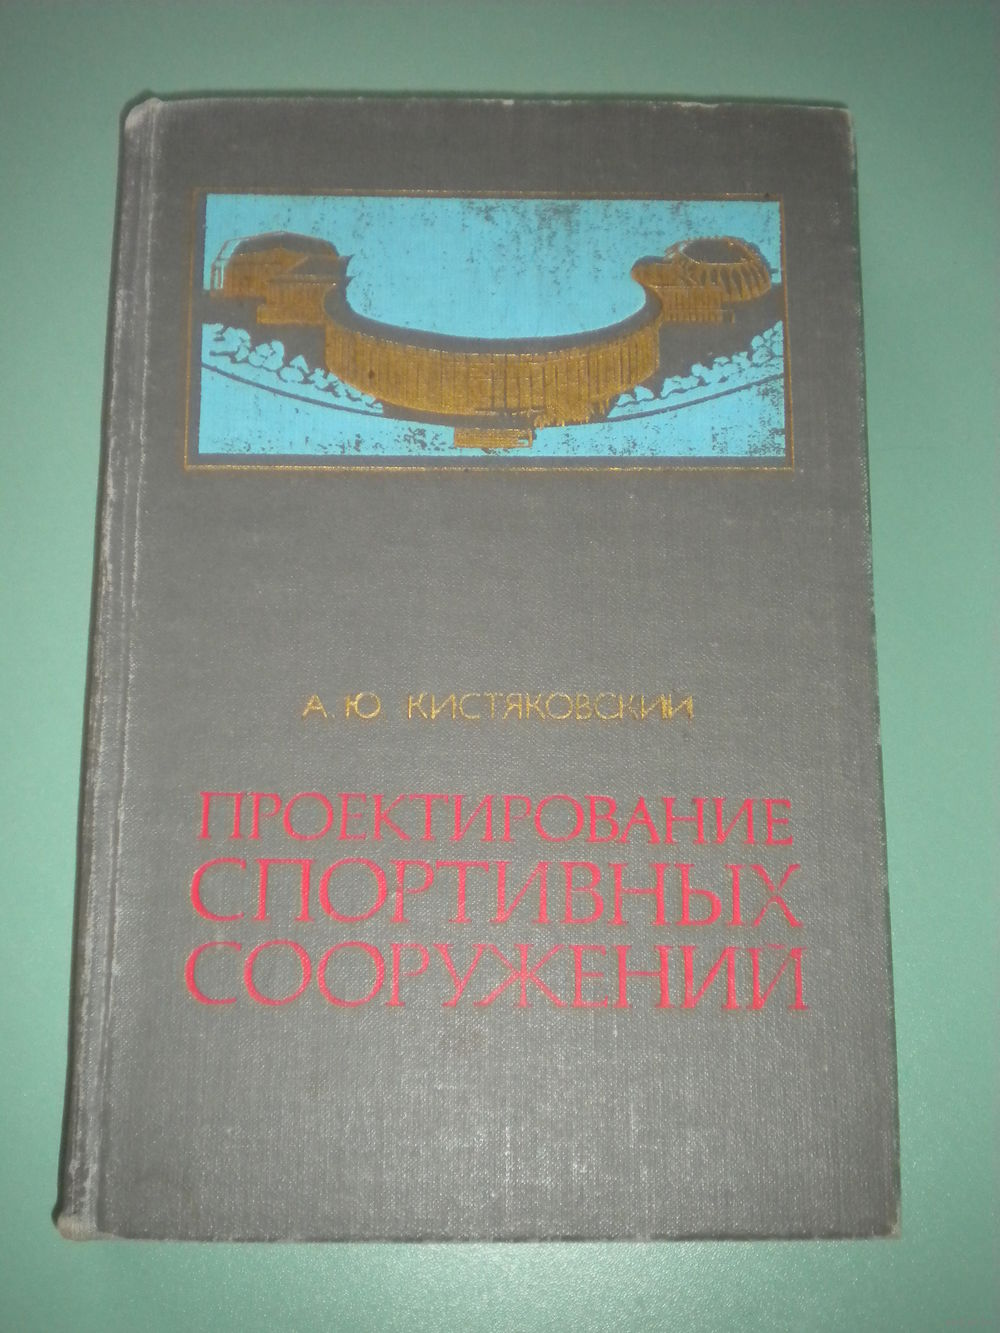 А. Ю КИСТЯКОВСКИЙ
ПРОЕКТИРОВАНИЕ
СПОРТИВНЫХ
СООРУЖЕНИЙ